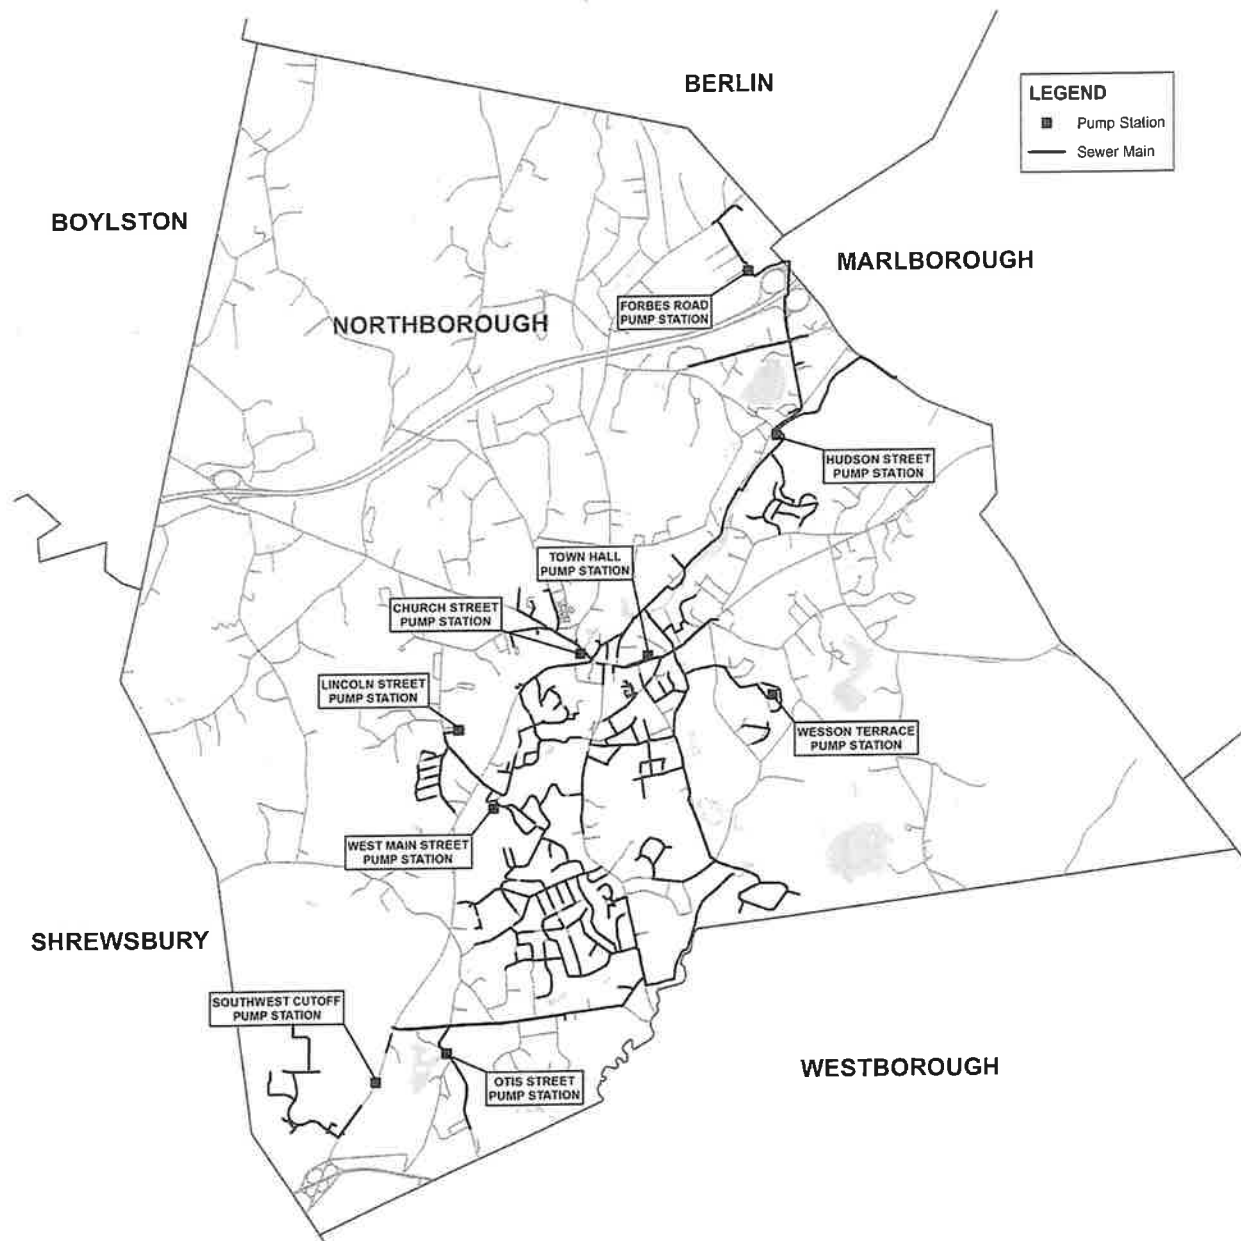 BERLIN
LEGEND
Pump Station
Sewer Main
BOYLSTON
MARLBOROUGH
FORBES ROAD
PUMP STATION
NORTHBOROUGH
HUDSON STREET
PUMP STATION
TOWN HALL
PUMP STATION
CHURCH STREET
PUMP STATION
LINCOLN STREET
PUMP STATION
WESSON TERRACE
PUMP STATION
WEST MAIN STREET
PUMP STATION
SHREWSBURY
SOUTHWEST CUTOFF
PUMP STATION
WESTBOROUGH
OTIS STREET
PUMP STATION